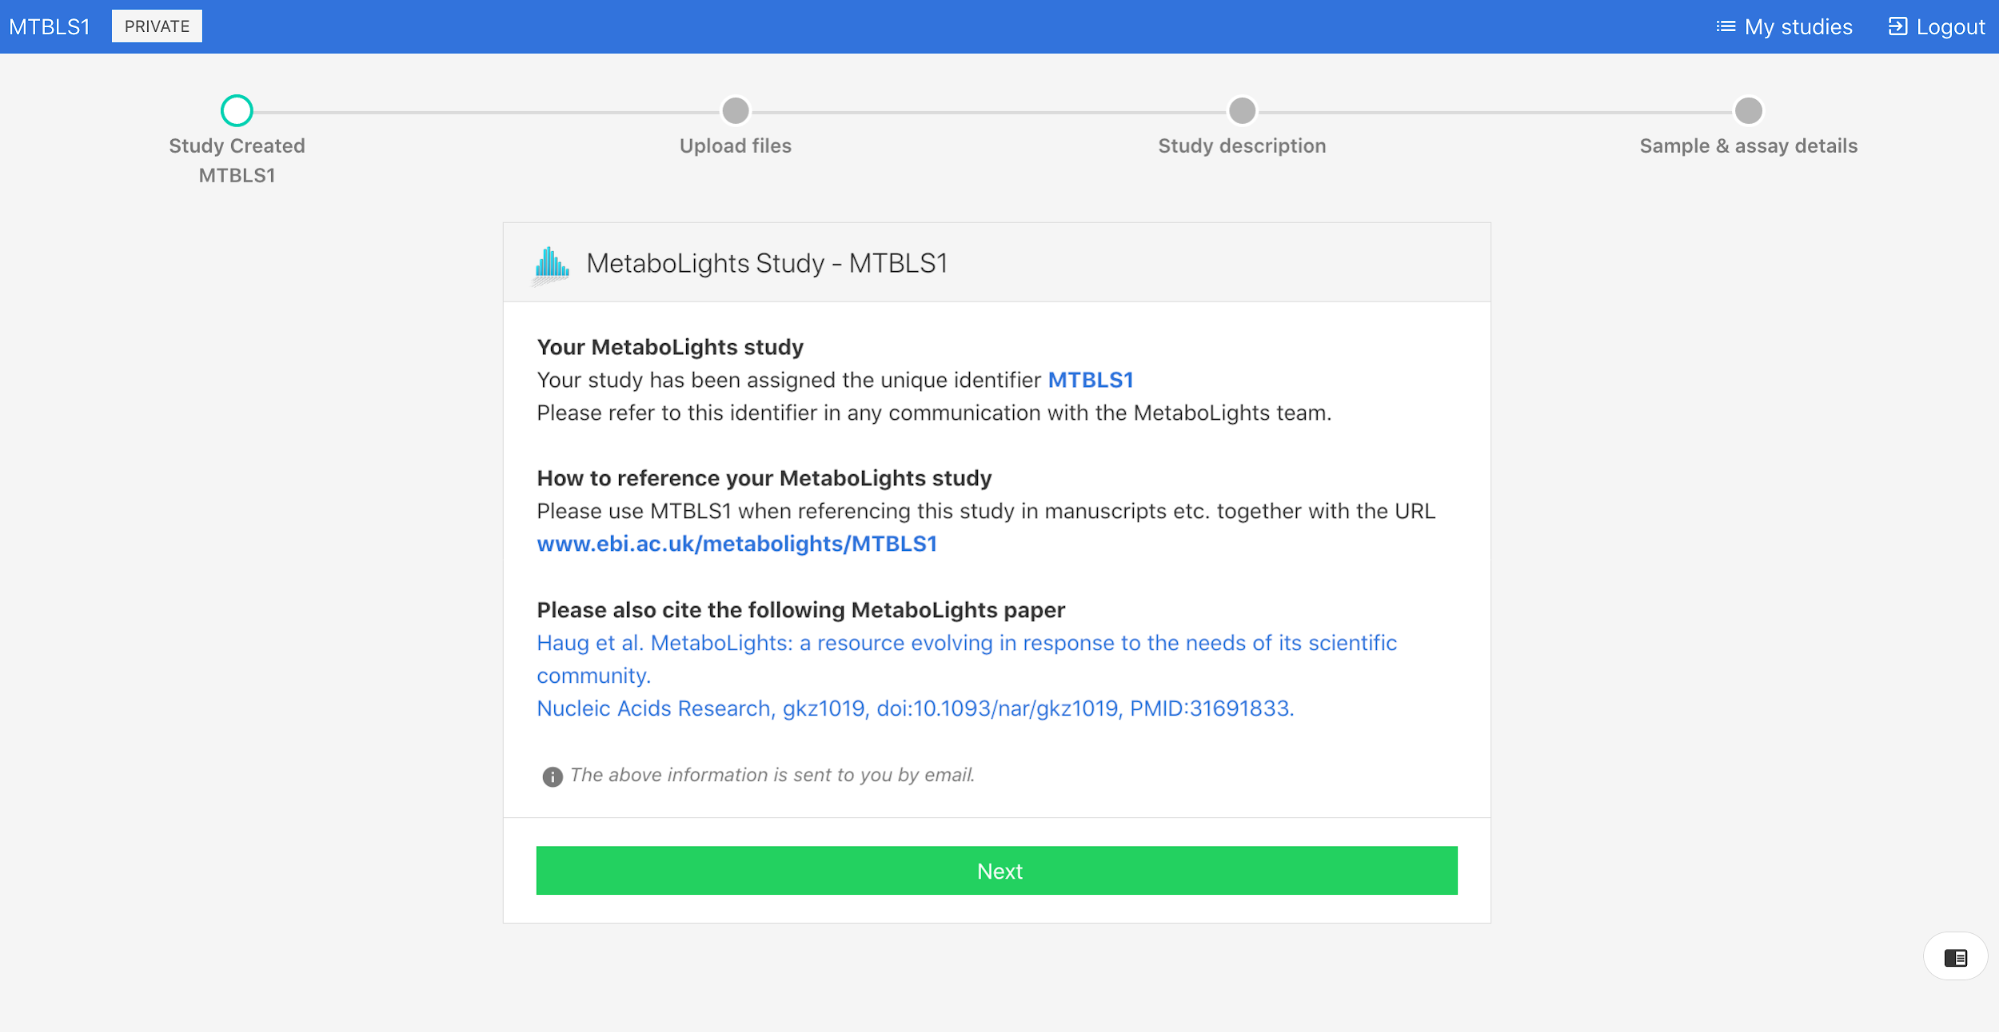 MTBLS1 PRIVATE My studies Logout
Study Created Upload files Study description Sample & assay details
MTBLS1
MetaboLights Study - MTBLS1
Your MetaboLights study
Your study has been assigned the unique identifier MTBLS1
Please refer to this identifier in any communication with the MetaboLights team.
How to reference your MetaboLights study
Please use MTBLS1 when referencing this study in manuscripts etc. together with the URL
www.ebi.ac.uk/metabolights/MTBLS1
Please also cite the following MetaboLights paper
Haug et al. MetaboLights: a resource evolving in response to the needs of its scientific
community.
Nucleic Acids Research, gkz1019, doi:10.1093/nar/gkz1019, PMID:31691833.
The above information is sent to you by email.
Next